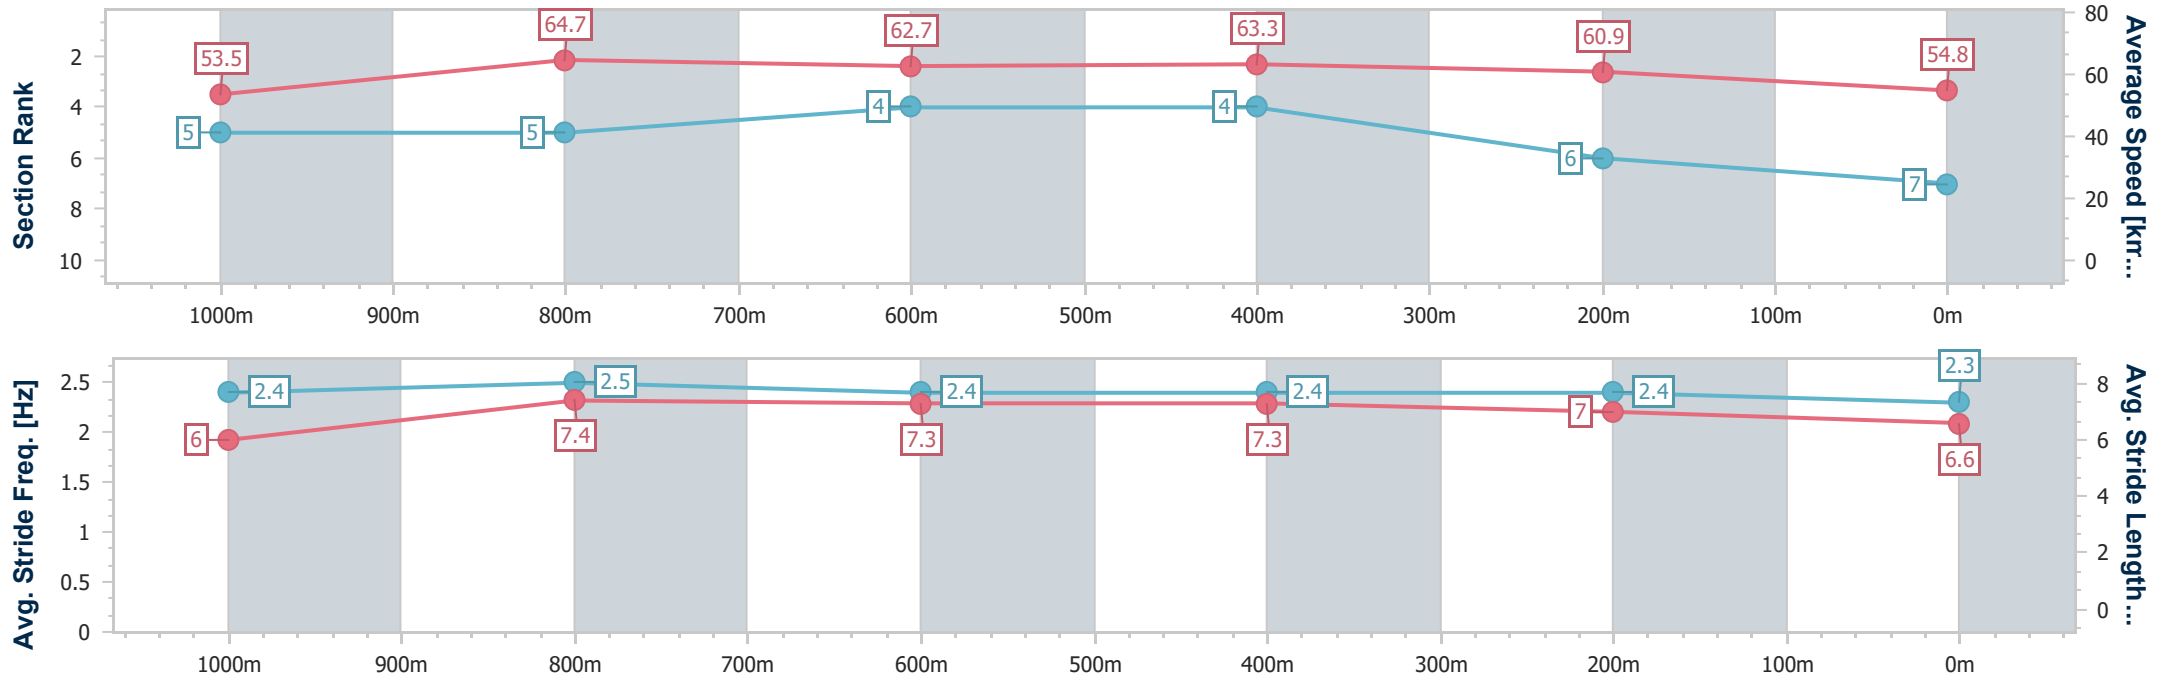 Section Rank
2
4
6
8
10
53.5
64.7
62.7
63.3
60.9
54.8
5
5
4
4
6
7
80
60
40
20
0
Average Speed [km...
1000m
900m
800m
700m
600m
500m
400m
300m
200m
100m
0m
Avg. Stride Freq. [Hz]
2.5
2
1.5
1
0.5
0
2.4
2.5
2.4
2.4
2.4
2.3
6
7.4
7.3
7.3
7
6.6
8
6
4
2
0
Avg. Stride Length...
1000m
900m
800m
700m
600m
500m
400m
300m
200m
100m
0m